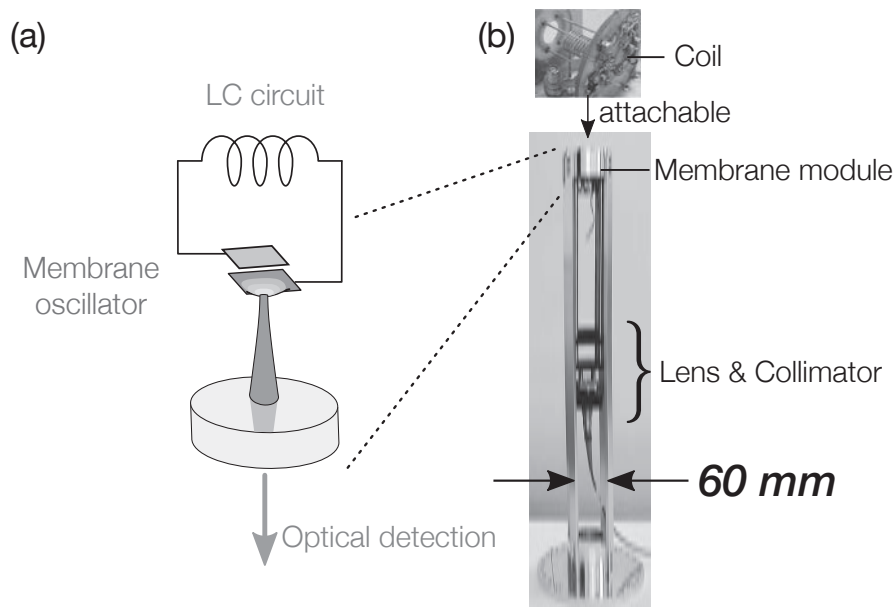 (a)
LC circuit
Membrane
oscillator
Optical detection
(b)
Coil
attachable
Membrane module
Lens & Collimator
60 mm